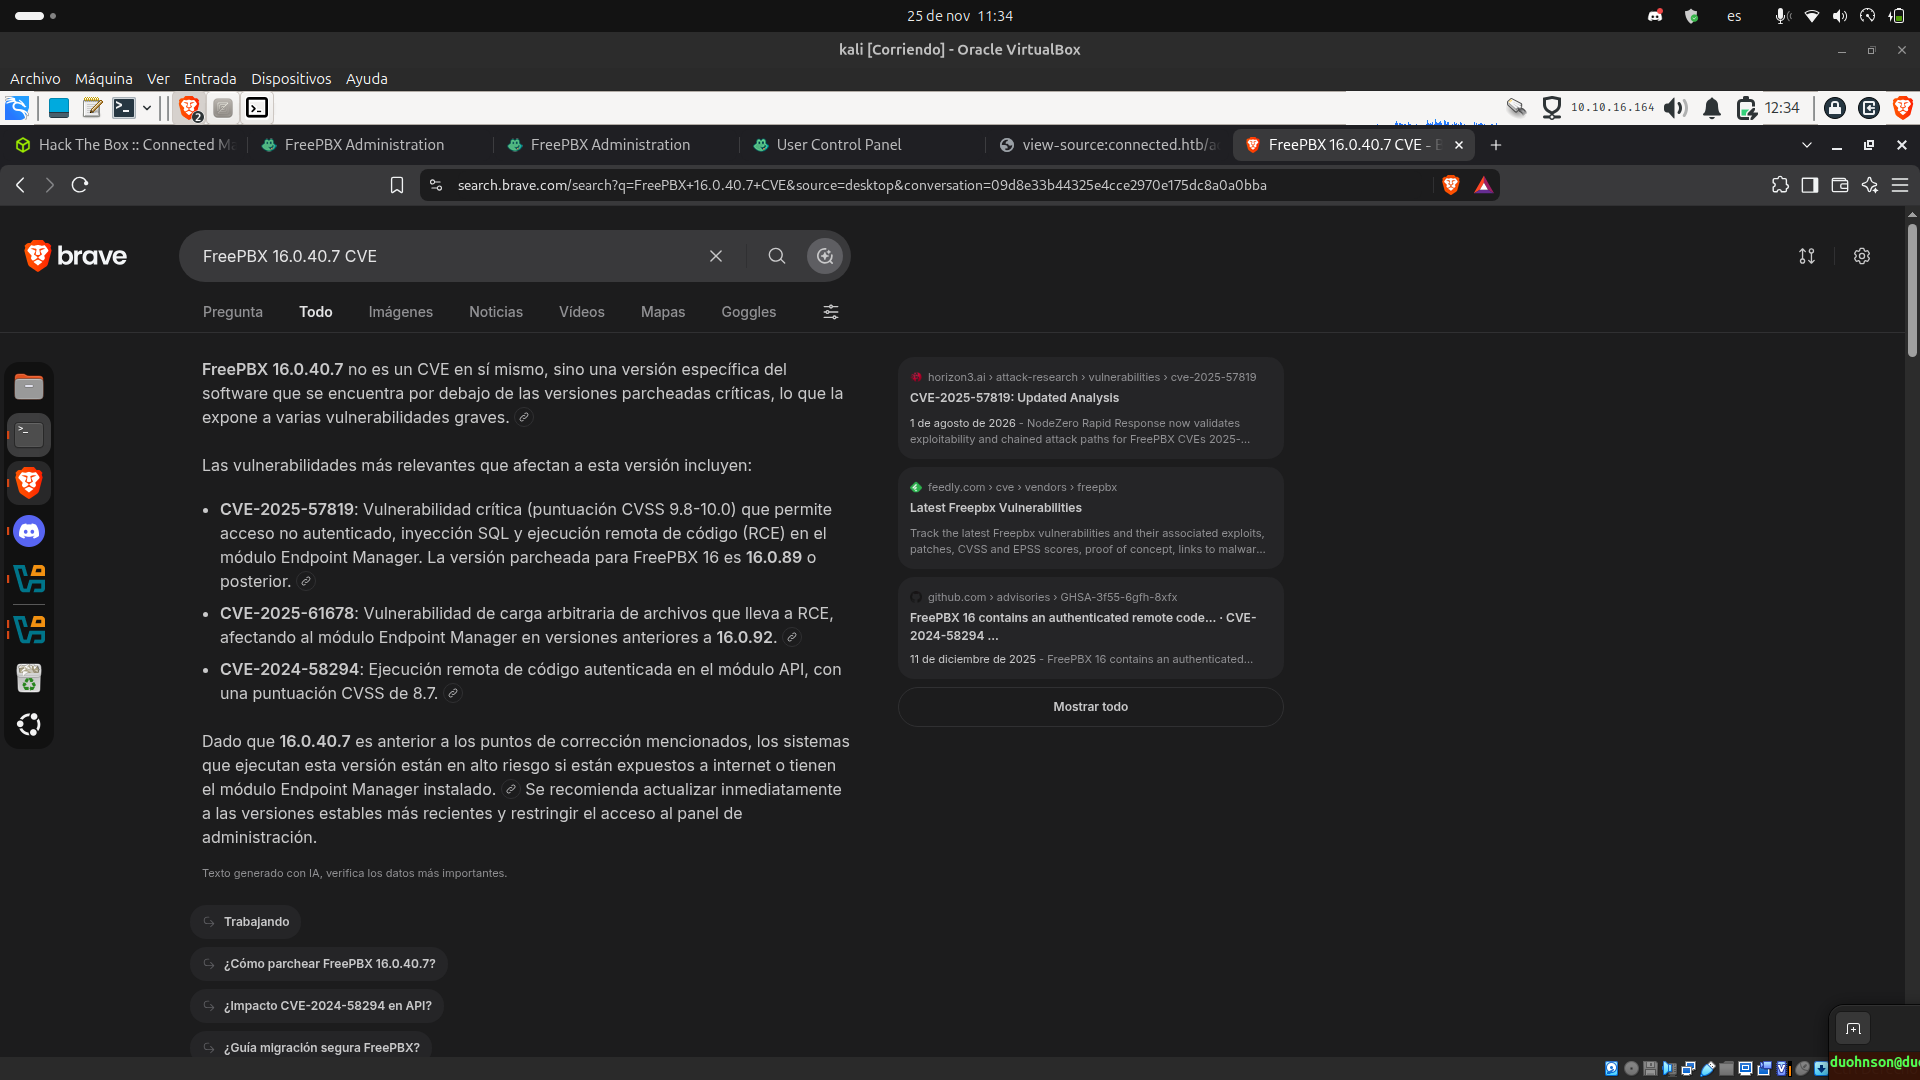 25 de nov  11:34
es
kali [Corriendo] - Oracle VirtualBox
Archivo Máquina Ver Entrada Dispositivos Ayuda
2
10.10.16.164
12:34
Hack The Box :: Connected Ma
FreePBX Administration
FreePBX Administration
User Control Panel
view-source:connected.htb/a
FreePBX 16.0.40.7 CVE -
search.brave.com/search?q=FreePBX+16.0.40.7+CVE&source=desktop&conversation=09d8e33b44325e4cce2970e175dc8a0a0bba
brave
FreePBX 16.0.40.7 CVE
Pregunta Todo Imágenes Noticias Vídeos Mapas Goggles
FreePBX 16.0.40.7 no es un CVE en sí mismo, sino una versión específica del
software que se encuentra por debajo de las versiones parcheadas críticas, lo que la
expone a varias vulnerabilidades graves.
Las vulnerabilidades más relevantes que afectan a esta versión incluyen:
• CVE-2025-57819: Vulnerabilidad crítica (puntuación CVSS 9.8-10.0) que permite
acceso no autenticado, inyección SQL y ejecución remota de código (RCE) en el
módulo Endpoint Manager. La versión parcheada para FreePBX 16 es 16.0.89 o
posterior.
• CVE-2025-61678: Vulnerabilidad de carga arbitraria de archivos que lleva a RCE,
afectando al módulo Endpoint Manager en versiones anteriores a 16.0.92.
• CVE-2024-58294: Ejecución remota de código autenticada en el módulo API, con
una puntuación CVSS de 8.7.
Dado que 16.0.40.7 es anterior a los puntos de corrección mencionados, los sistemas
que ejecutan esta versión están en alto riesgo si están expuestos a internet o tienen
el módulo Endpoint Manager instalado. Se recomienda actualizar inmediatamente
a las versiones estables más recientes y restringir el acceso al panel de
administración.
Texto generado con IA, verifica los datos más importantes.
Trabajando
¿Cómo parchear FreePBX 16.0.40.7?
¿Impacto CVE-2024-58294 en API?
¿Guía migración segura FreePBX?
horizon3.ai › attack-research › vulnerabilities › cve-2025-57819
CVE-2025-57819: Updated Analysis
1 de agosto de 2026 - NodeZero Rapid Response now validates
exploitability and chained attack paths for FreePBX CVEs 2025-...
feedly.com › cve › vendors › freepbx
Latest Freepbx Vulnerabilities
Track the latest Freepbx vulnerabilities and their associated exploits,
patches, CVSS and EPSS scores, proof of concept, links to malwar...
github.com › advisories › GHSA-3f55-6gfh-8xfx
FreePBX 16 contains an authenticated remote code... · CVE-
2024-58294 ...
11 de diciembre de 2025 - FreePBX 16 contains an authenticated...
Mostrar todo
duohnson@du